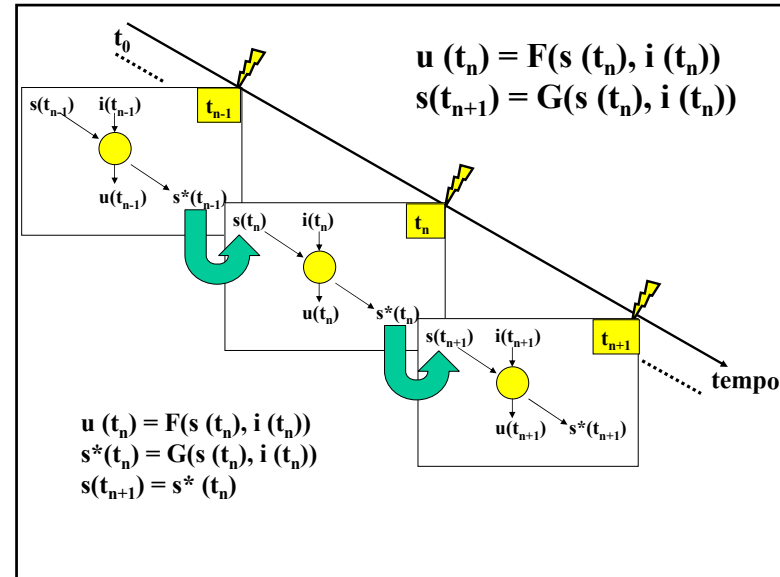 t₀
u (tₙ) = F(s (tₙ), i (tₙ))
s(tₙ₊₁) = G(s (tₙ), i (tₙ))
tₙ₋₁
s(tₙ₋₁) i(tₙ₋₁)
u(tₙ₋₁) s*(tₙ₋₁)
tₙ
s(tₙ) i(tₙ)
u(tₙ) s*(tₙ)
tₙ₊₁
s(tₙ₊₁) i(tₙ₊₁)
u(tₙ₊₁) s*(tₙ₊₁)
tempo
u (tₙ) = F(s (tₙ), i (tₙ))
s*(tₙ) = G(s (tₙ), i (tₙ))
s(tₙ₊₁) = s* (tₙ)